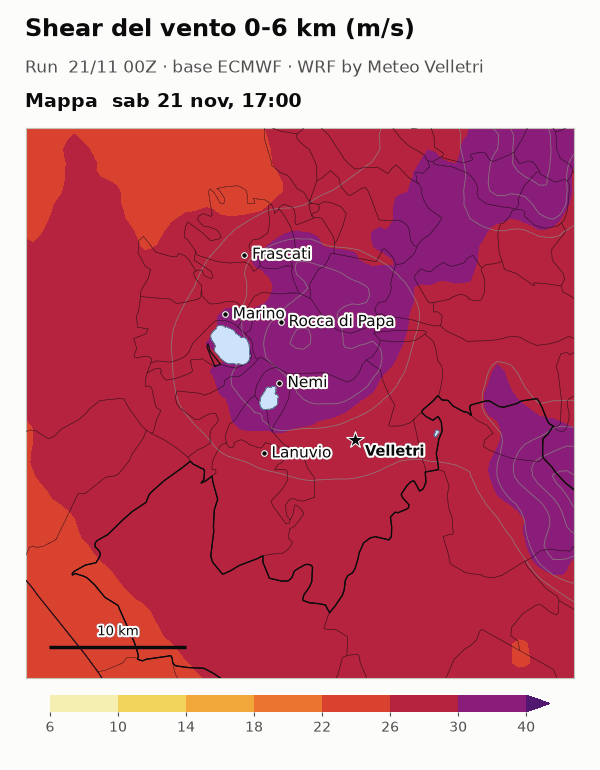 Shear del vento 0-6 km (m/s)
Run 21/11 00Z · base ECMWF · WRF by Meteo Velletri
Mappa sab 21 nov, 17:00
Frascati
Marino
Rocca di Papa
Nemi
Velletri
Lanuvio
10 km
6 10 14 18 22 26 30 40